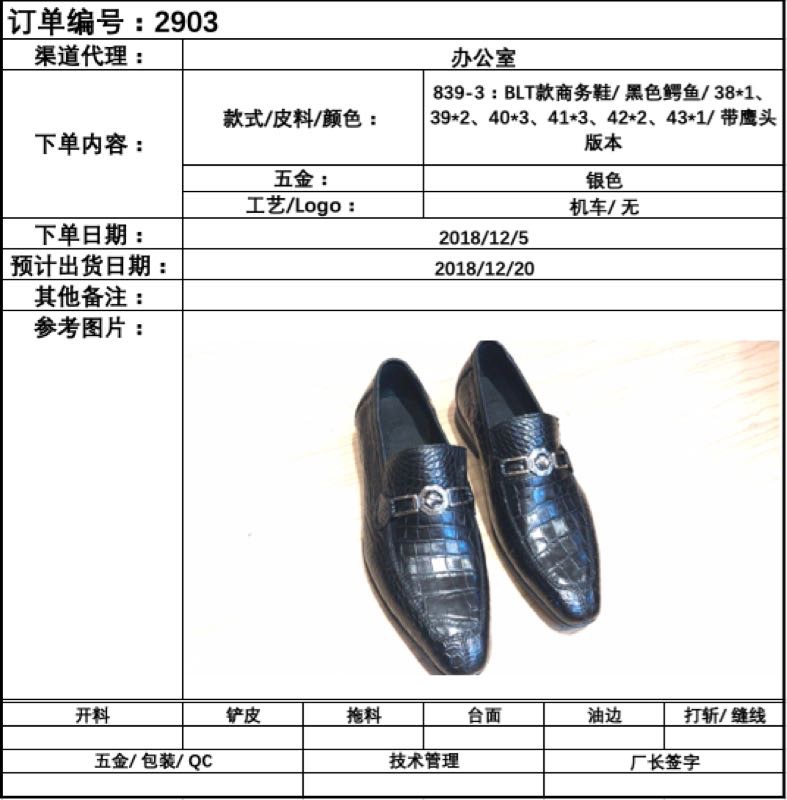 订单编号：2903
渠道代理： 办公室
下单内容：
款式/皮料/颜色： 839-3：BLT款商务鞋/ 黑色鳄鱼/ 38*1、
39*2、40*3、41*3、42*2、43*1/ 带鹰头
版本
五金： 银色
工艺/Logo： 机车/ 无
下单日期： 2018/12/5
预计出货日期： 2018/12/20
其他备注：
参考图片：
开料 铲皮 拖料 台面 油边 打斩/ 缝线
五金/ 包装/ QC 技术管理 厂长签字